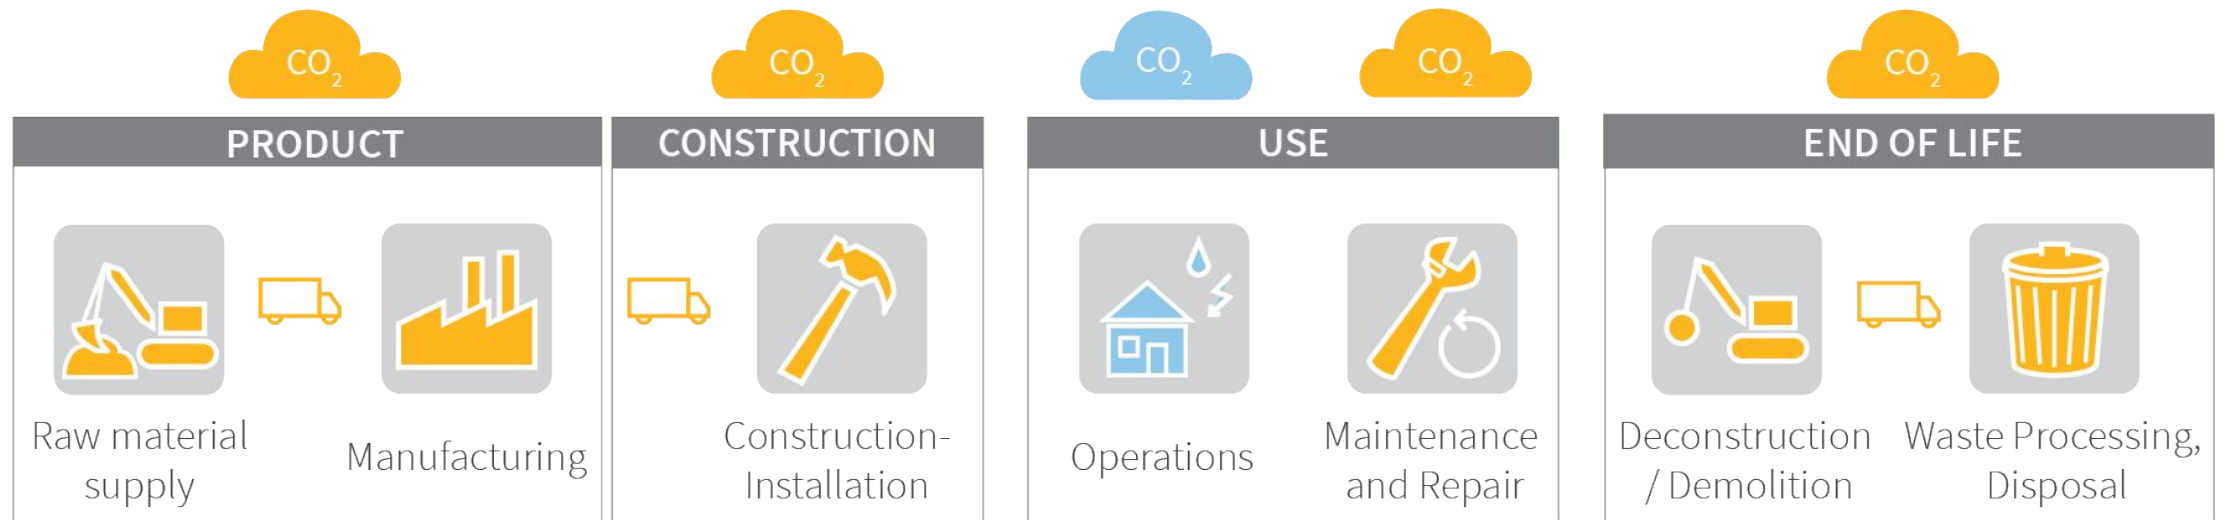 CO2
CO2
CO2
CO2
CO2
PRODUCT
CONSTRUCTION
USE
END OF LIFE
Raw material
supply
Manufacturing
Construction-
Installation
Operations
Maintenance
and Repair
Deconstruction
/ Demolition
Waste Processing,
Disposal